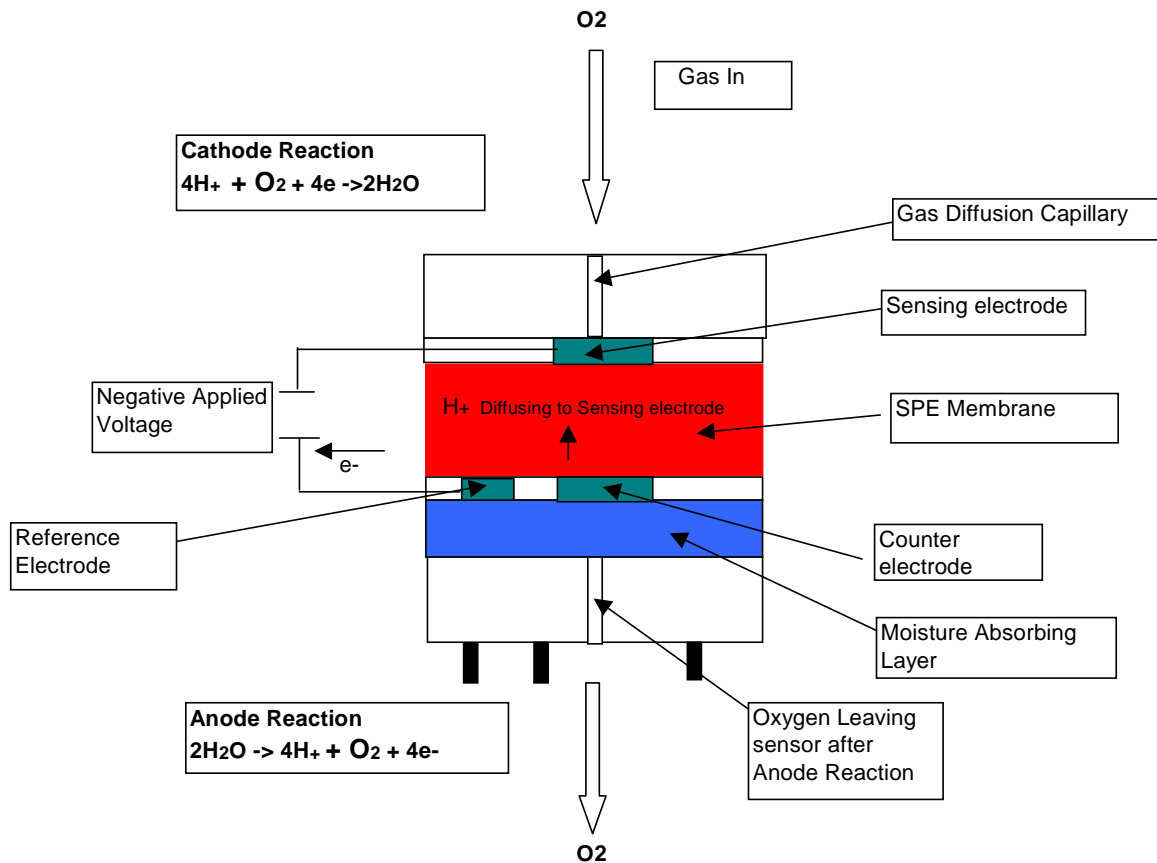 O2
Gas In
Cathode Reaction
4H+ + O2 + 4e ->2H2O
Gas Diffusion Capillary
Sensing electrode
Negative Applied
Voltage
H+ Diffusing to Sensing electrode
SPE Membrane
e-
Reference
Electrode
Counter
electrode
Moisture Absorbing
Layer
Anode Reaction
2H2O -> 4H+ + O2 + 4e-
Oxygen Leaving
sensor after
Anode Reaction
O2